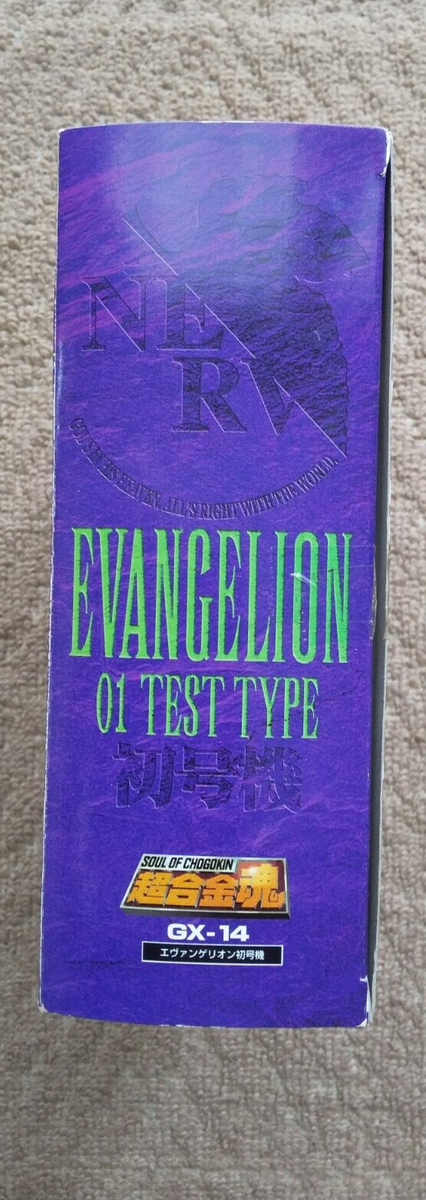 NERV
GOD'S IN HIS HEAVEN. ALL'S RIGHT WITH THE WORLD.
EVANGELION
01 TEST TYPE
初号機
SOUL OF CHOGOKIN
超合金魂
GX-14
エヴァンゲリオン初号機